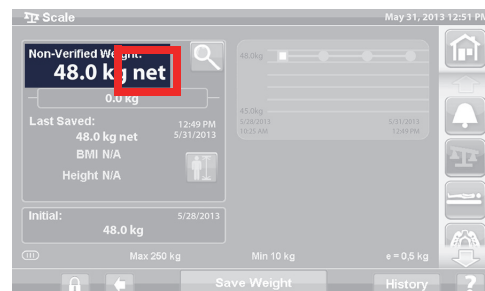 Scale
May 31, 2013 12:51 PM
Non-Verified Weight:
48.0 kg net
0.0 kg
Last Saved:
12:49 PM
48.0 kg net
5/31/2013
BMI N/A
Height N/A
Initial:
5/28/2013
48.0 kg
48.0kg
45.0kg
5/28/2013
10:25 AM
5/31/2013
12:49 PM
Max 250 kg
Min 10 kg
e = 0,5 kg
Save Weight
History
?